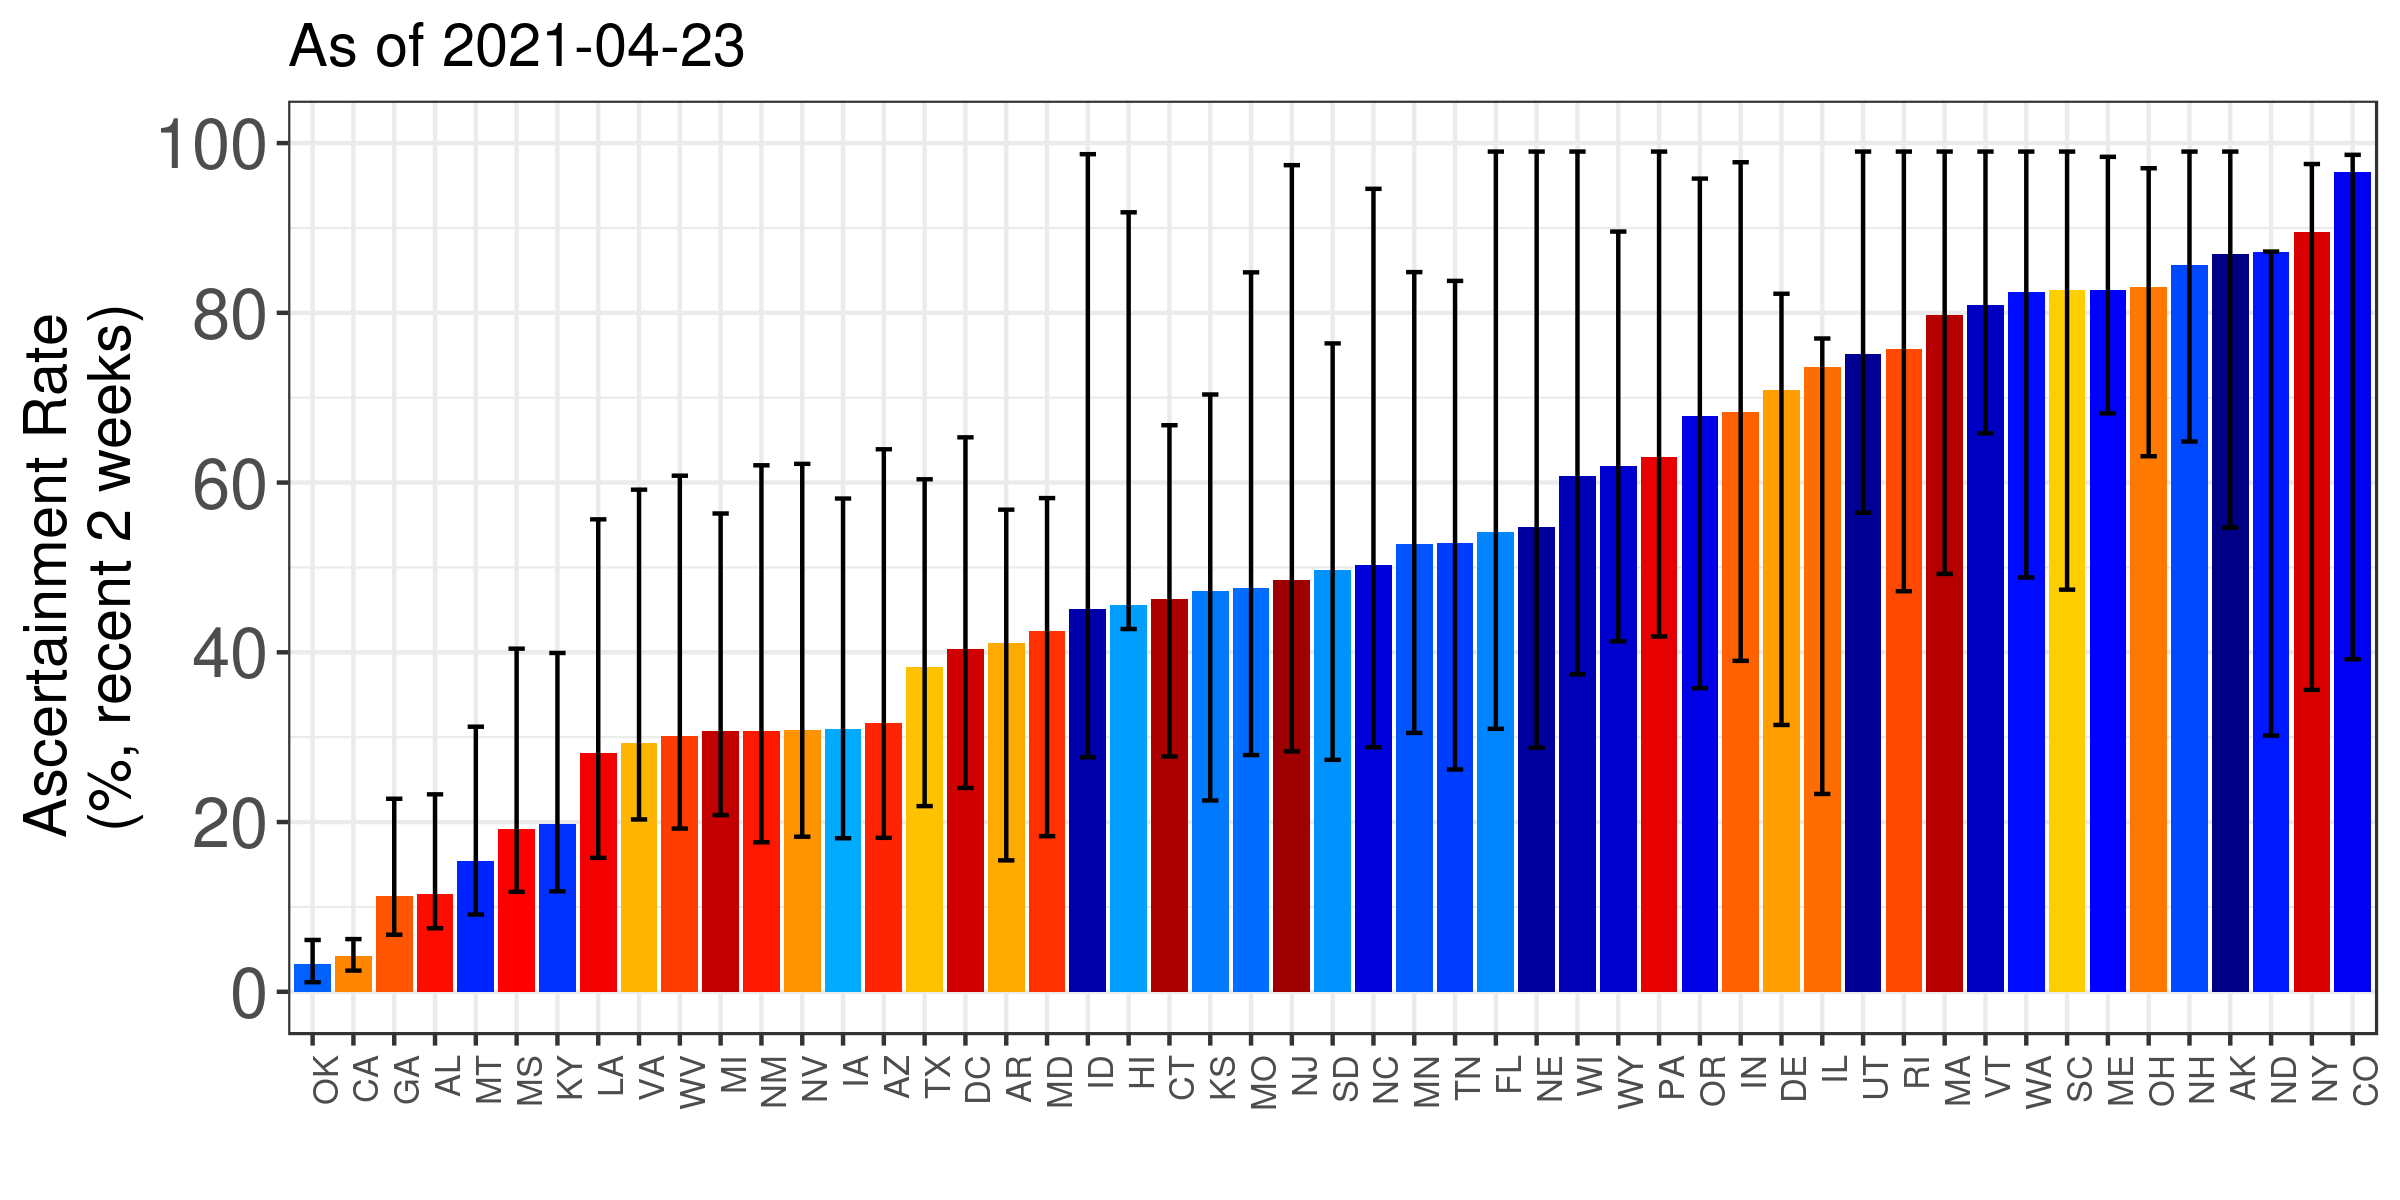 As of 2021-04-23
Ascertainment Rate
(%, recent 2 weeks)
100
80
60
40
20
0
OK CA GA AL MT MS KY LA VA WV MI NM NV IA AZ TX DC AR MD ID HI CT KS MO NJ SD NC MN TN FL NE WI WY PA OR IN DE IL UT RI MA VT WA SC ME OH NH AK ND NY CO